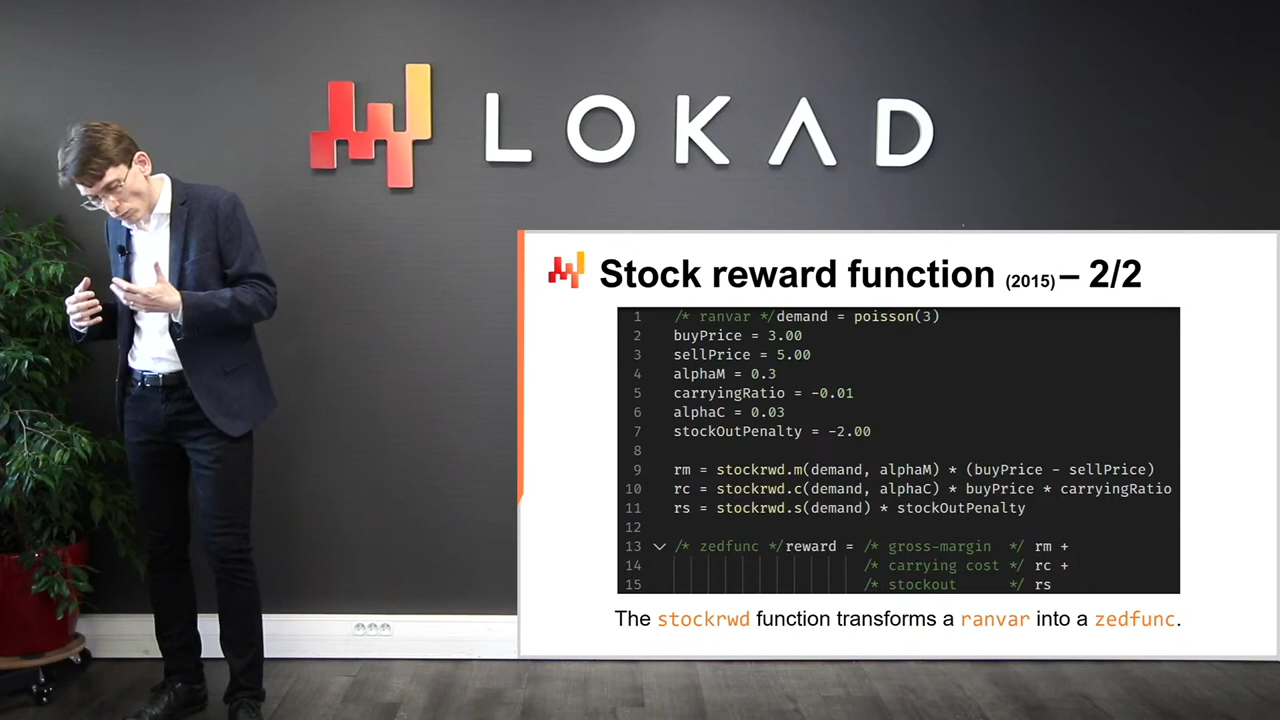 LOKAD
Stock reward function (2015) – 2/2
1 /* ranvar */demand = poisson(3)
2 buyPrice = 3.00
3 sellPrice = 5.00
4 alphaM = 0.3
5 carryingRatio = -0.01
6 alphaC = 0.03
7 stockOutPenalty = -2.00
8
9 rm = stockrwd.m(demand, alphaM) * (buyPrice - sellPrice)
10 rc = stockrwd.c(demand, alphaC) * buyPrice * carryingRatio
11 rs = stockrwd.s(demand) * stockOutPenalty
12
13 /* zedfunc */reward = /* gross-margin */ rm +
14 /* carrying cost */ rc +
15 /* stockout */ rs
The stockrwd function transforms a ranvar into a zedfunc.